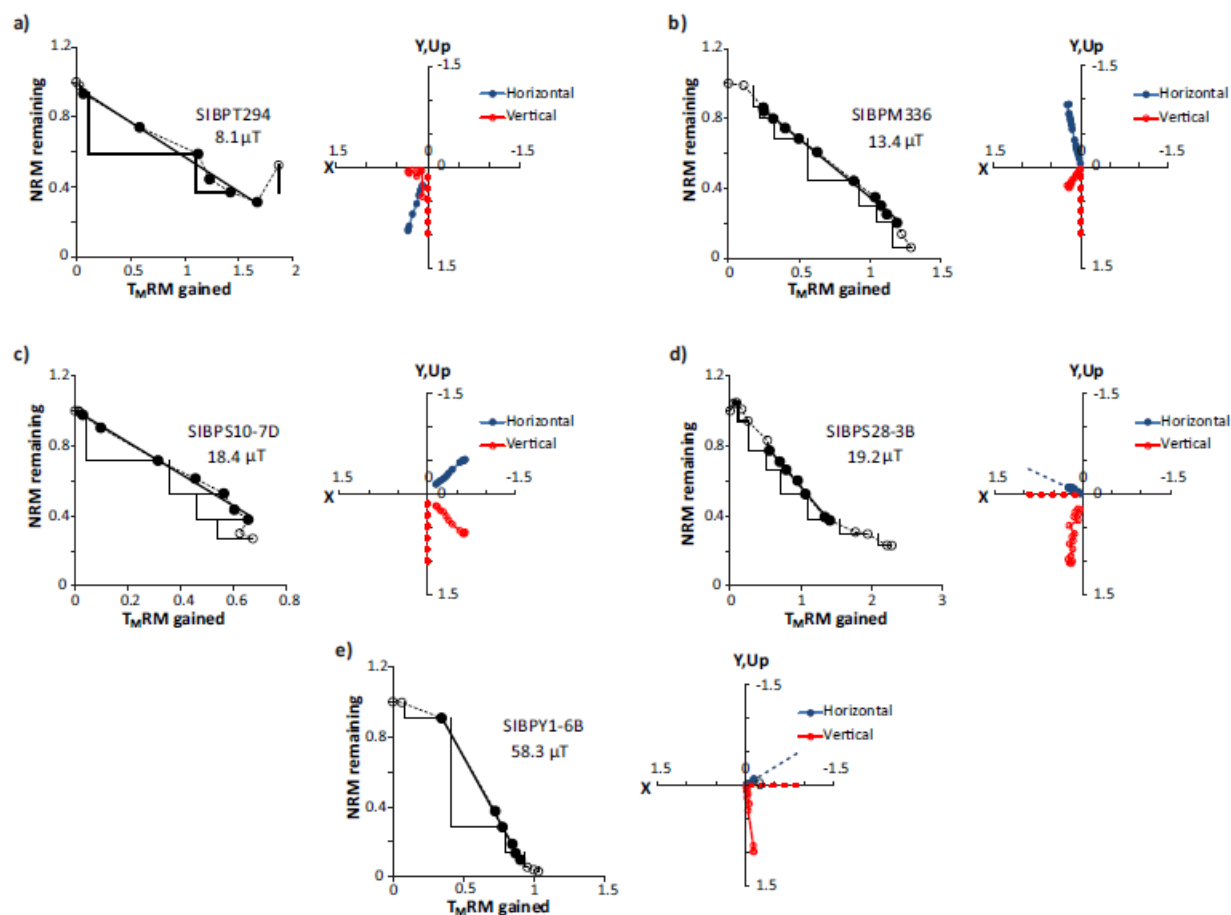 a)
NRM remaining
1.2
0.8
0.4
0
0 0.5 1 1.5 2
TMRM gained
SIBPT294
8.1µT
Y,Up
-1.5
Horizontal
Vertical
1.5 0 0 -1.5
X
1.5
b)
NRM remaining
1.2
0.8
0.4
0
0 0.5 1 1.5
TMRM gained
SIBPM336
13.4 µT
Y,Up
-1.5
Horizontal
Vertical
1.5 0 0 -1.5
X
1.5
c)
NRM remaining
1.2
0.8
0.4
0
0 0.2 0.4 0.6 0.8
TMRM gained
SIBPS10-7D
18.4 µT
Y,Up
-1.5
Horizontal
Vertical
1.5 0 0 -1.5
X
1.5
d)
NRM remaining
1.2
0.8
0.4
0
0 1 2 3
TMRM gained
SIBPS28-3B
19.2 µT
Y,Up
-1.5
Horizontal
Vertical
1.5 0 0 -1.5
X
1.5
e)
NRM remaining
1.2
0.8
0.4
0
0 0.5 1 1.5
TMRM gained
SIBPY1-6B
58.3 µT
Y,Up
-1.5
Horizontal
Vertical
1.5 0 0 -1.5
X
1.5